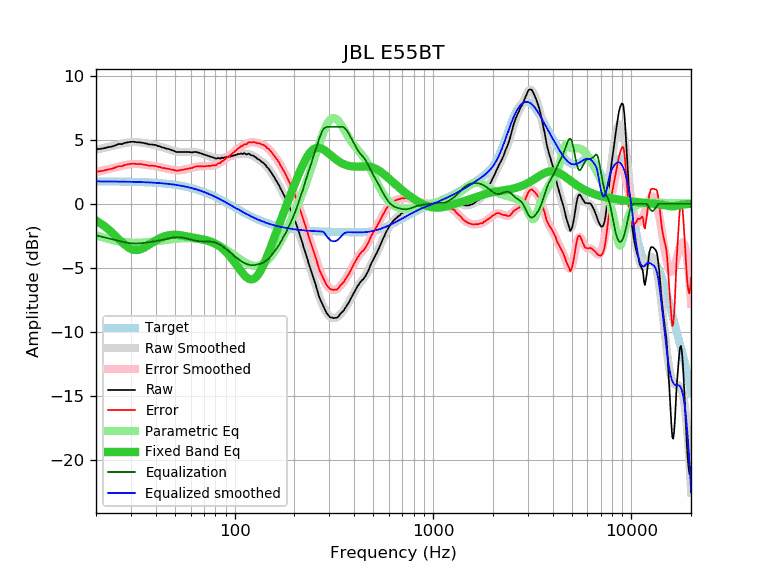 JBL E55BT
10
5
0
−5
−10
−15
−20
Amplitude (dBr)
Target
Raw Smoothed
Error Smoothed
Raw
Error
Parametric Eq
Fixed Band Eq
Equalization
Equalized smoothed
100
1000
10000
Frequency (Hz)